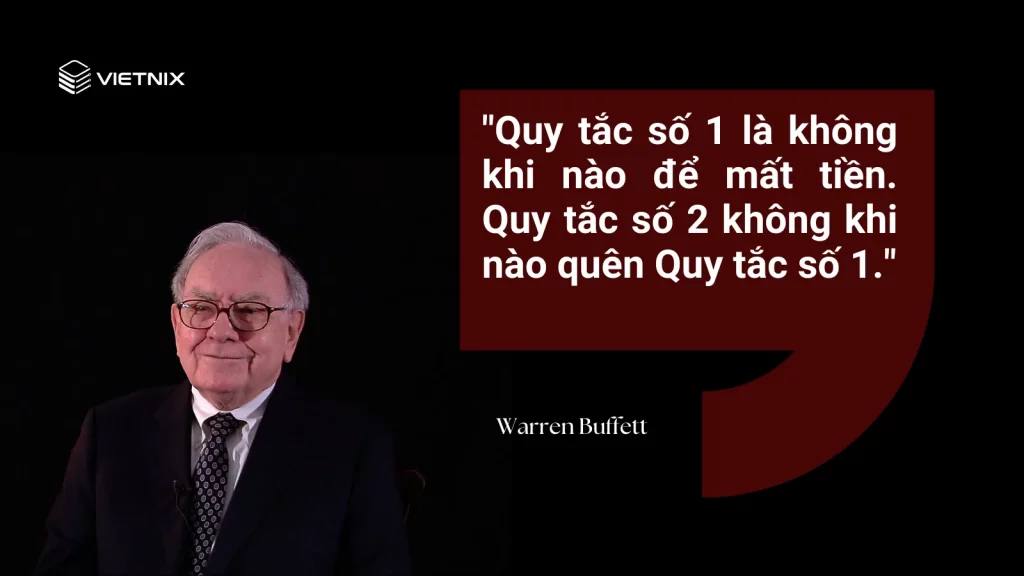 VIETNIX
"Quy tắc số 1 là không
khi nào để mất tiền.
Quy tắc số 2 không khi
nào quên Quy tắc số 1."
Warren Buffett